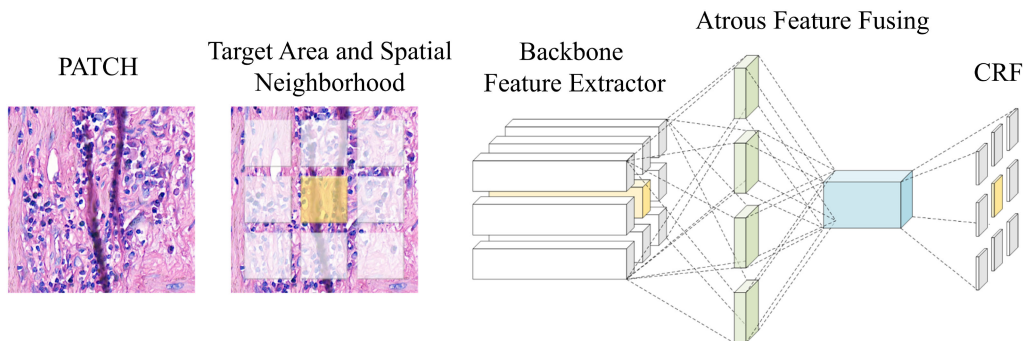 PATCH
Target Area and Spatial
Neighborhood
Backbone
Feature Extractor
Atrous Feature Fusing
CRF